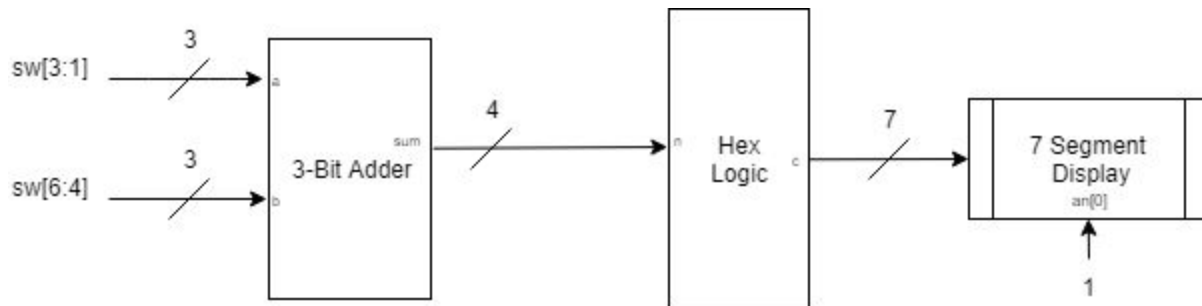 3
sw[3:1]
a
3
sw[6:4]
b
sum
3-Bit Adder
4
n
Hex
Logic
c
7
7 Segment
Display
an[0]
1